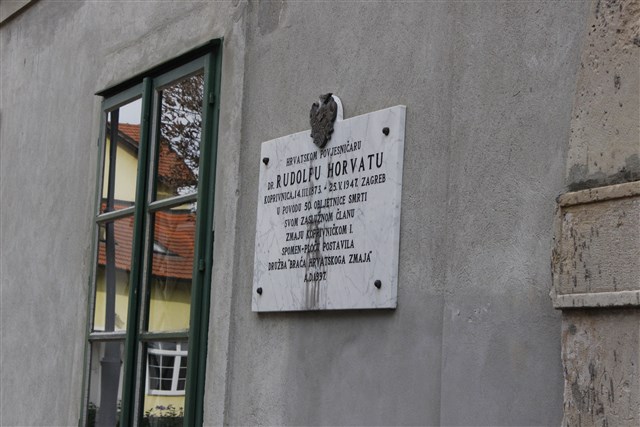 HRVATSKOM POVJESNIČARU
DR. RUDOLFU HORVATU
KOPRIVNICA, 14.III.1873. - 25.V.1947. ZAGREB
U POVODU 50. OBLJETNICE SMRTI
SVOM ZASLUŽNOM ČLANU
ZMAJU KOPRIVNIČKOM I.
SPOMEN-PLOČU POSTAVILA
DRUŽBA "BRAĆA HRVATSKOGA ZMAJA"
A.D.1997.